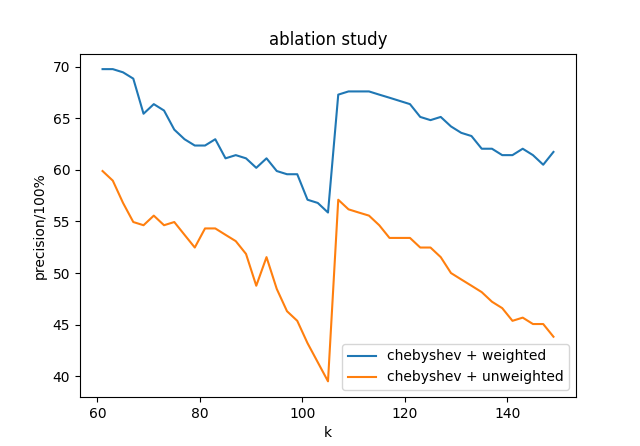 ablation study
precision/100%
70
65
60
55
50
45
40
60
80
100
120
140
k
chebyshev + weighted
chebyshev + unweighted